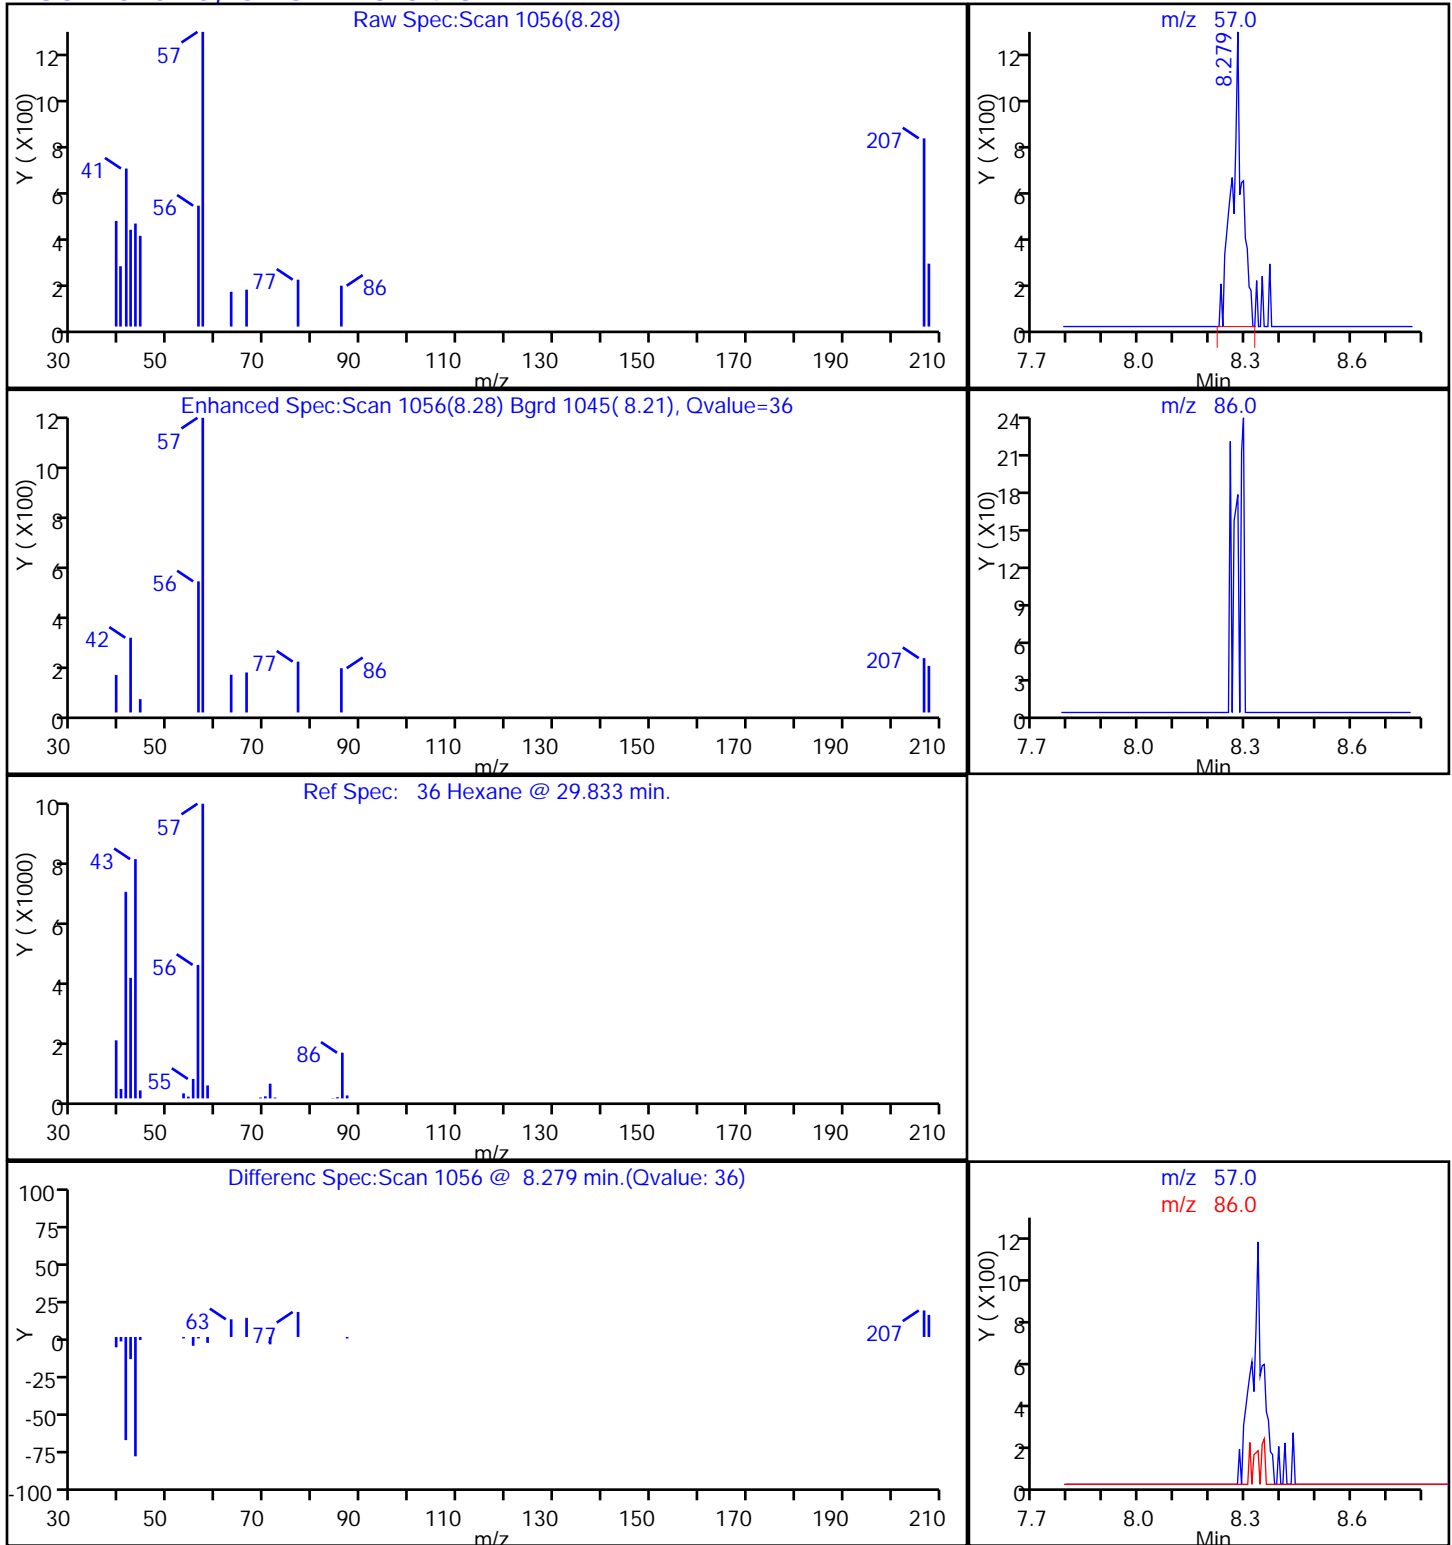 Raw Spec:Scan 1056(8.28)
Y ( X100)
12
10
8
6
4
2
0
57
41
56
77
86
207
30 50 70 90 110 130 150 170 190 210
m/z
m/z 57.0
Y ( X100)
12
10
8
6
4
2
0
8.279
7.7 8.0 8.3 8.6
Min
Enhanced Spec:Scan 1056(8.28) Bgrd 1045( 8.21), Qvalue=36
Y ( X100)
12
10
8
6
4
2
0
57
56
42
77
86
207
30 50 70 90 110 130 150 170 190 210
m/z
m/z 86.0
Y ( X10)
24
21
18
15
12
9
6
3
0
7.7 8.0 8.3 8.6
Min
Ref Spec: 36 Hexane @ 29.833 min.
Y ( X1000)
10
8
6
4
2
0
57
43
56
55
86
30 50 70 90 110 130 150 170 190 210
m/z
Differenc Spec:Scan 1056 @ 8.279 min.(Qvalue: 36)
Y
100
75
50
25
0
-25
-50
-75
-100
63
77
207
30 50 70 90 110 130 150 170 190 210
m/z
m/z 57.0
m/z 86.0
Y ( X100)
12
10
8
6
4
2
0
7.7 8.0 8.3 8.6
Min